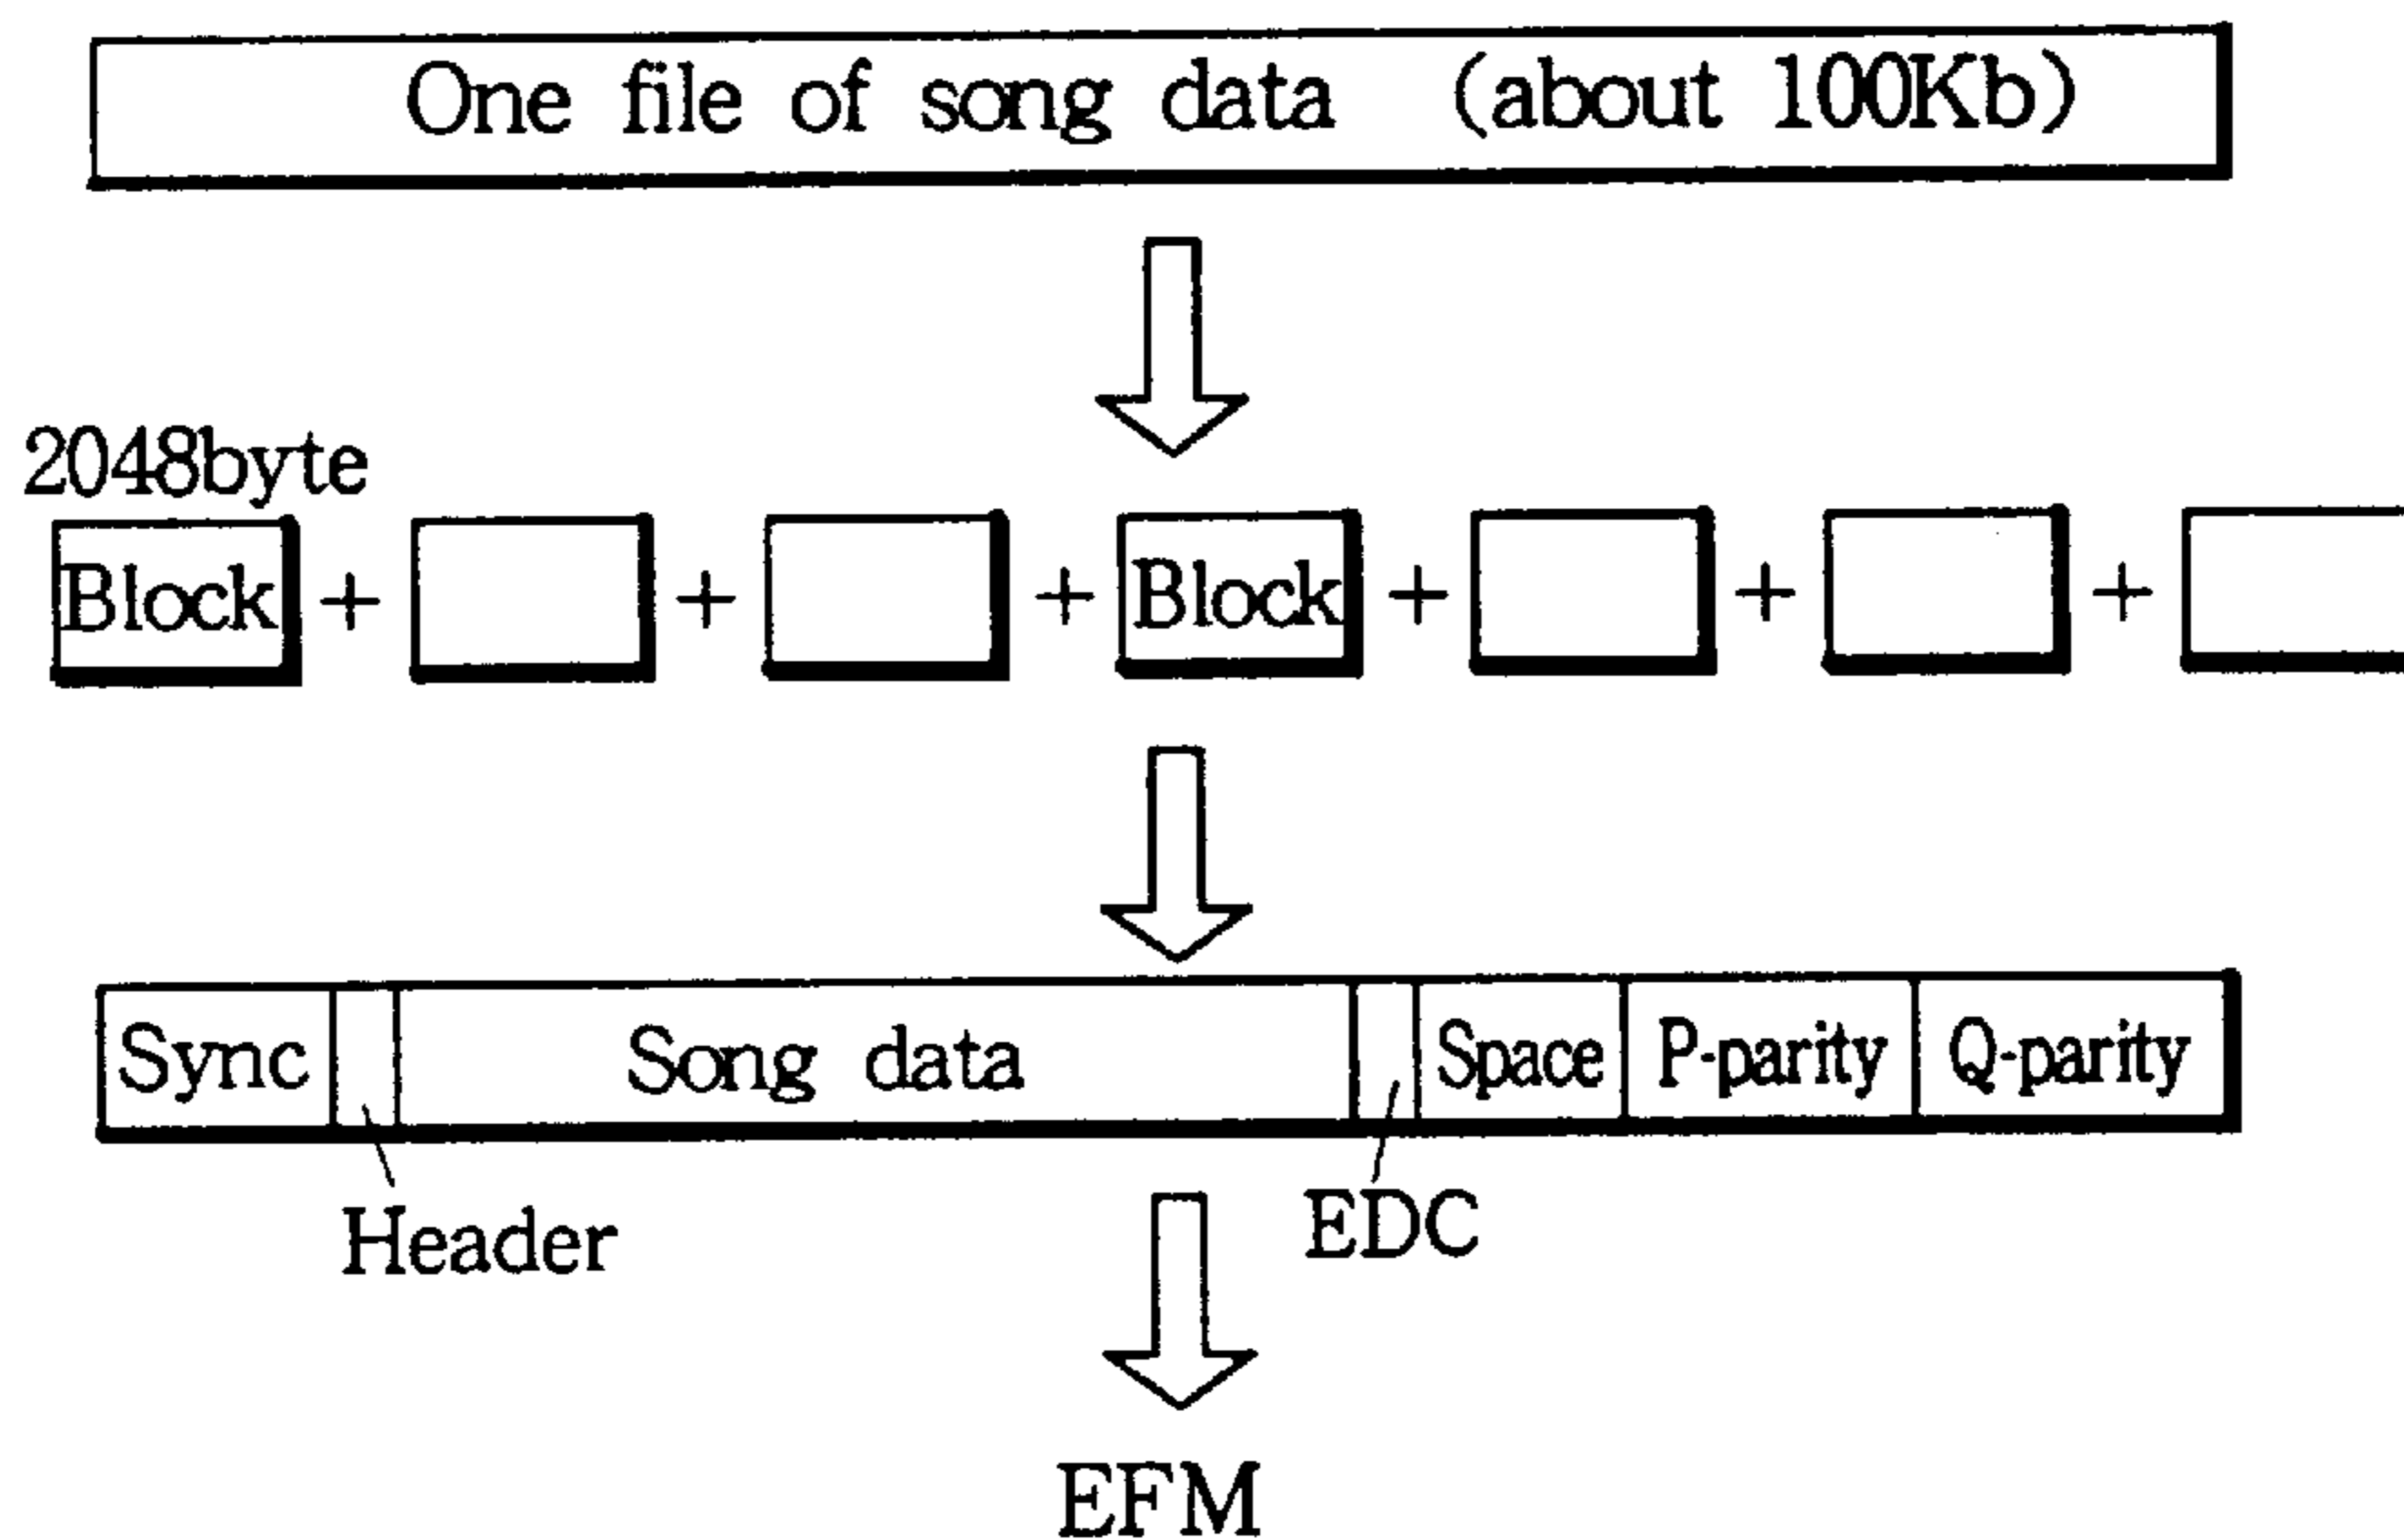 One file of song data (about 100Kb)
2048byte
Block + + + Block + + +
Sync Song data Space P-parity Q-parity
Header EDC
EFM